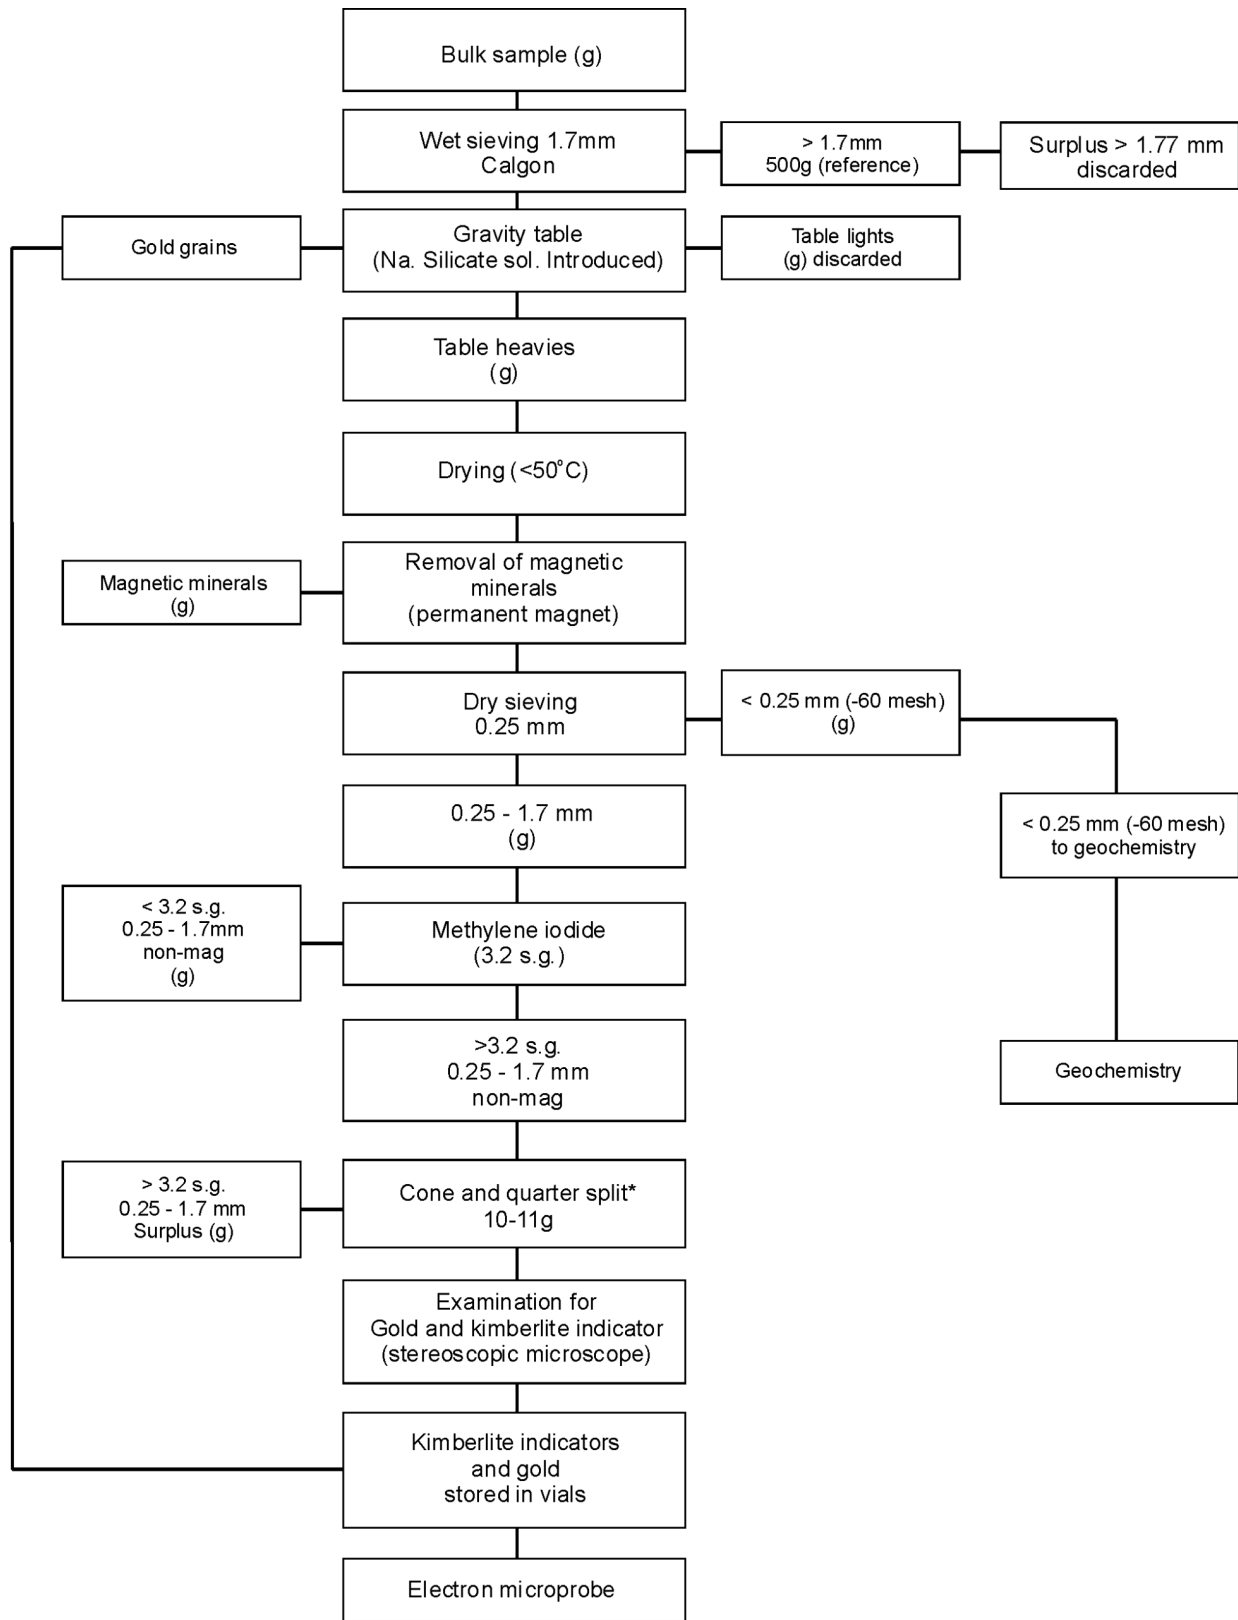 Bulk sample (g)
Wet sieving 1.7mm
Calgon
> 1.7mm
500g (reference)
Surplus > 1.77 mm
discarded
Gold grains
Gravity table
(Na. Silicate sol. Introduced)
Table lights
(g) discarded
Table heavies
(g)
Drying (<50°C)
Magnetic minerals
(g)
Removal of magnetic
minerals
(permanent magnet)
Dry sieving
0.25 mm
< 0.25 mm (-60 mesh)
(g)
0.25 - 1.7 mm
(g)
< 0.25 mm (-60 mesh)
to geochemistry
< 3.2 s.g.
0.25 - 1.7mm
non-mag
(g)
Methylene iodide
(3.2 s.g.)
>3.2 s.g.
0.25 - 1.7 mm
non-mag
Geochemistry
> 3.2 s.g.
0.25 - 1.7 mm
Surplus (g)
Cone and quarter split*
10-11g
Examination for
Gold and kimberlite indicator
(stereoscopic microscope)
Kimberlite indicators
and gold
stored in vials
Electron microprobe